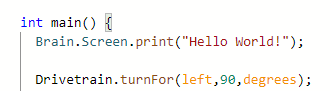 int main() {
Brain.Screen.print("Hello World!");
Drivetrain.turnFor(left,90,degrees);